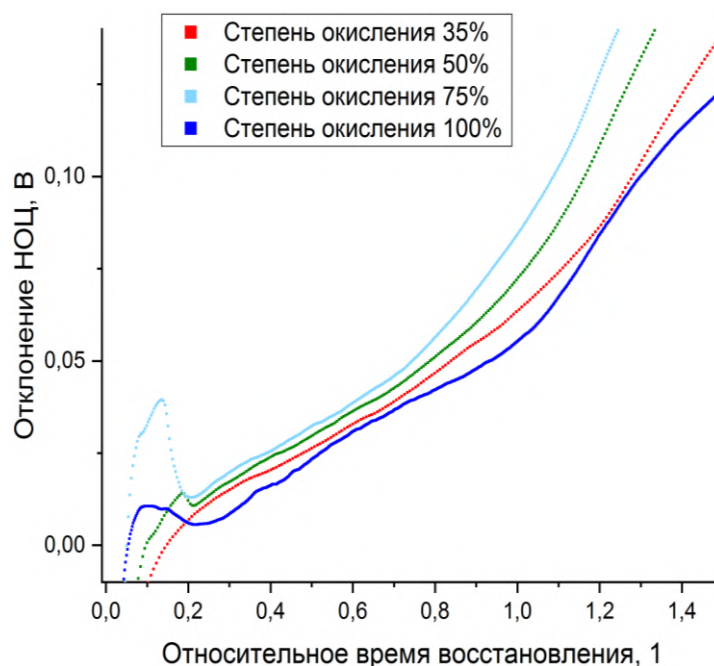 Степень окисления 35%
Степень окисления 50%
Степень окисления 75%
Степень окисления 100%
Отклонение НОЦ, В
0,10
0,05
0,00
0,0 0,2 0,4 0,6 0,8 1,0 1,2 1,4
Относительное время восстановления, 1